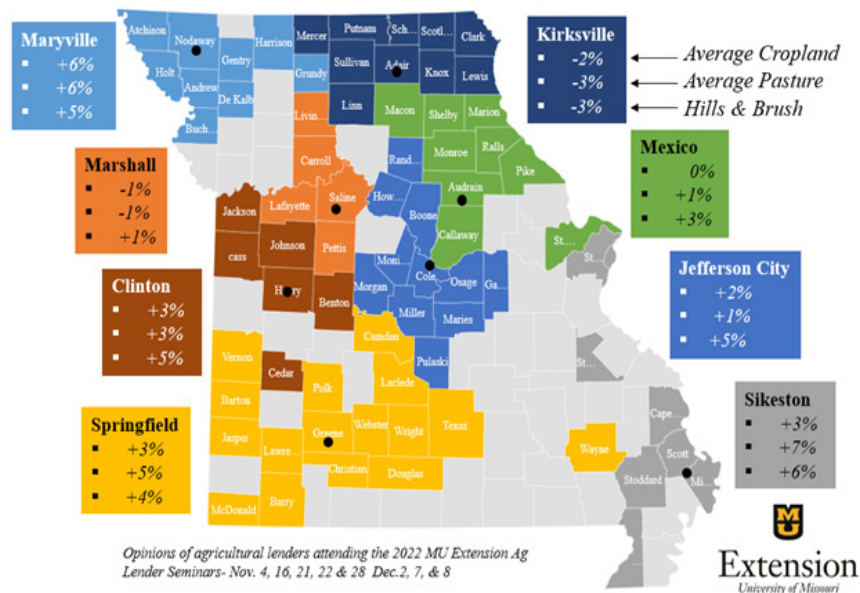 Maryville
+6%
+6%
+5%
Kirksville
-2%
-3%
-3%
Average Cropland
Average Pasture
Hills & Brush
Marshall
-1%
-1%
+1%
Mexico
0%
+1%
+3%
Clinton
+3%
+3%
+5%
Jefferson City
+2%
+1%
+5%
Springfield
+3%
+5%
+4%
Sikeston
+3%
+7%
+6%
Atchison
Nodaway
Harrison
Mercer
Putnam
Sch...
Scotl...
Clark
Holt
Gentry
Andrew
De Kalb
Buch...
Grundy
Sullivan
Adair
Knox
Lewis
Linn
Macon
Shelby
Marion
Livin...
Carroll
Rand...
Monroe
Ralls
Pike
Audrain
Saline
Lafayette
How...
Boone
Callaway
Jackson
Johnson
Pettis
cass
Benton
Moni...
Cole
Osage
Ga...
Morgan
Miller
Maries
Pulaski
St. ...
St...
St...
Camden
Vernon
Cedar
Polk
Laclede
Barton
Jasper
Greene
Webster
Wright
Texas
Lawre...
Christian
Douglas
McDonald
Barry
Wayne
Cape...
Scott
Stoddard
Mi...
Opinions of agricultural lenders attending the 2022 MU Extension Ag
Lender Seminars- Nov. 4, 16, 21, 22 & 28 Dec.2, 7, & 8
MU
Extension
University of Missouri